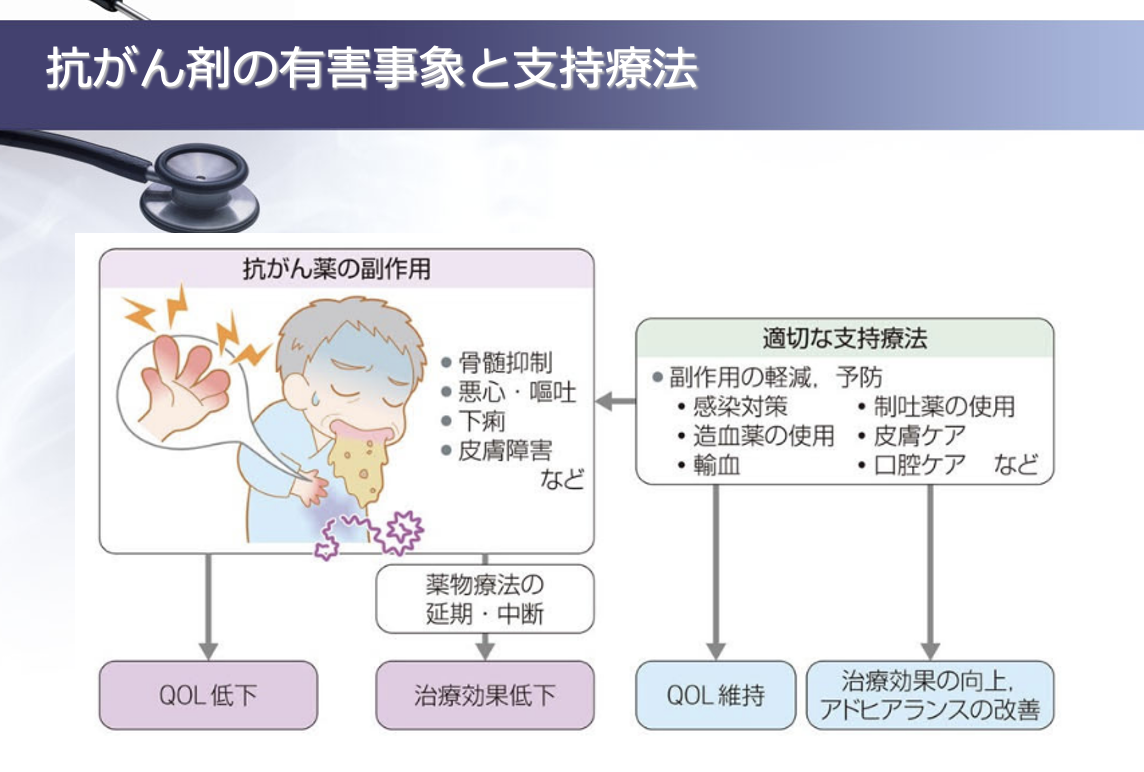 抗がん剤の有害事象と支持療法
抗がん薬の副作用
● 骨髄抑制
● 悪心・嘔吐
● 下痢
● 皮膚障害
など
適切な支持療法
● 副作用の軽減，予防
• 感染対策
• 造血薬の使用
• 輸血
• 制吐薬の使用
• 皮膚ケア
• 口腔ケア など
薬物療法の
延期・中断
QOL低下
治療効果低下
QOL維持
治療効果の向上，
アドヒアランスの改善